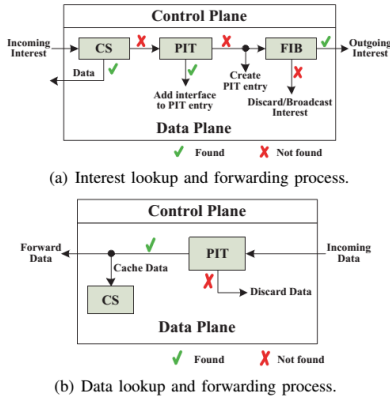 Control Plane
Incoming
Interest
CS
PIT
FIB
Outgoing
Interest
Data
Add interface
to PIT entry
Create
PIT entry
Discard/Broadcast
Interest
Data Plane
Found
Not found
(a) Interest lookup and forwarding process.
Control Plane
Forward
Data
Cache Data
PIT
Incoming
Data
CS
Discard Data
Data Plane
Found
Not found
(b) Data lookup and forwarding process.